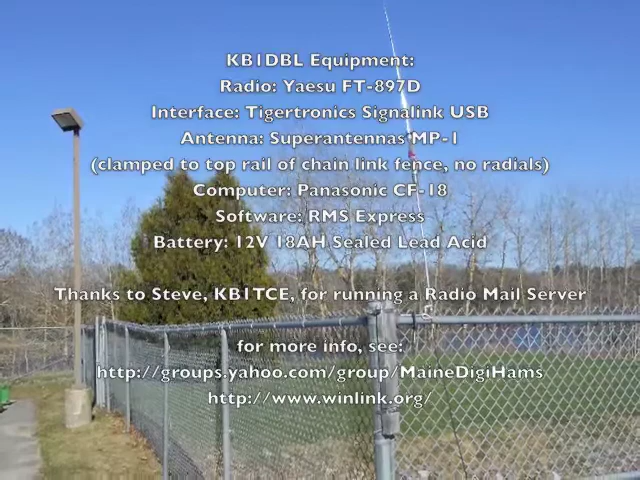 KB1DBL Equipment:
Radio: Yaesu FT-897D
Interface: Tigertronics Signalink USB
Antenna: Superantennas MP-1
(clamped to top rail of chain link fence, no radials)
Computer: Panasonic CF-18
Software: RMS Express
Battery: 12V 18AH Sealed Lead Acid
Thanks to Steve, KB1TCE, for running a Radio Mail Server
for more info, see:
http://groups.yahoo.com/group/MaineDigiHams
http://www.winlink.org/